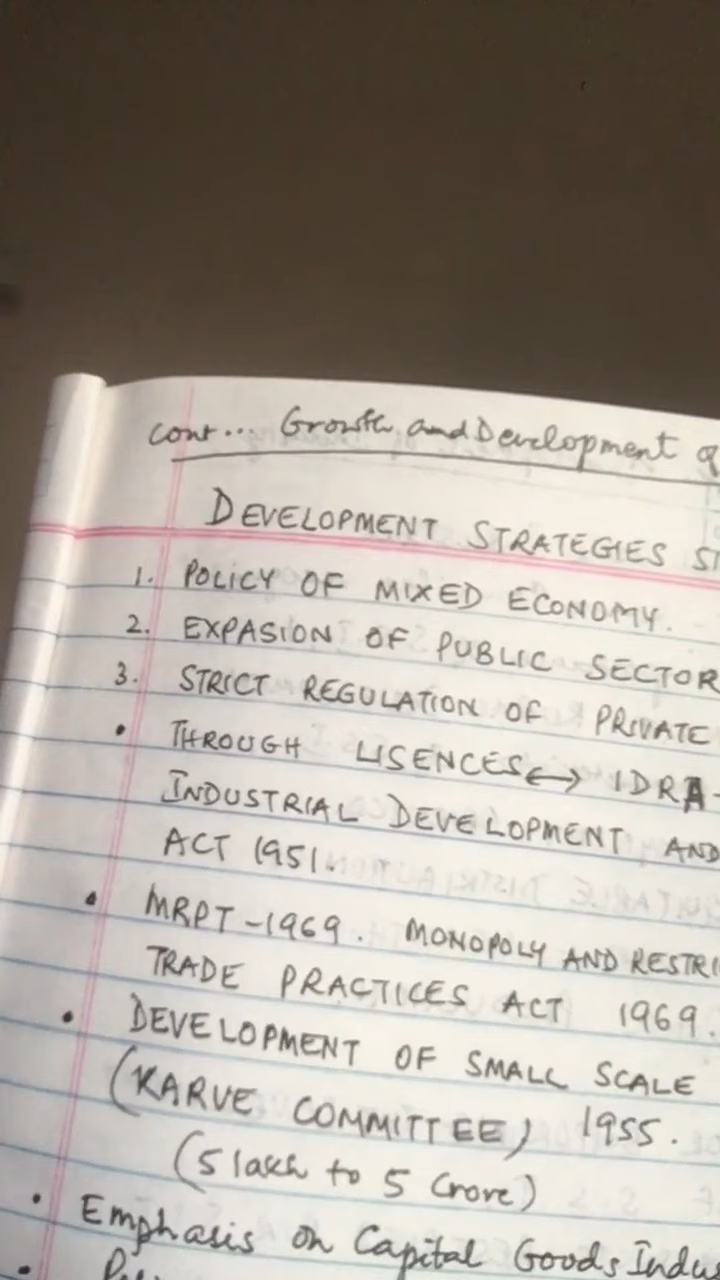 cont... Growth and Development
DEVELOPMENT STRATEGIES
1. POLICY OF MIXED ECONOMY.
2. EXPASION OF PUBLIC SECTOR
3. STRICT REGULATION OF PRIVATE
• THROUGH LISENCES ↔ IDRA-
INDUSTRIAL DEVELOPMENT AND
ACT 1951.
• MRPT-1969. MONOPOLY AND RESTRI
TRADE PRACTICES ACT 1969.
• DEVELOPMENT OF SMALL SCALE
(KARVE COMMITTEE) 1955.
(5 lakh to 5 Crore)
• Emphasis on Capital Goods Indus
•